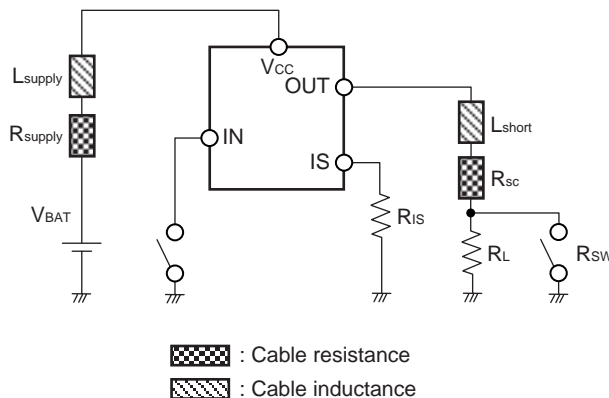 VCC
Lsupply
OUT
Rsupply
Lshort
IN
IS
Rsc
VBAT
RIS
RL
RSW
: Cable resistance
: Cable inductance